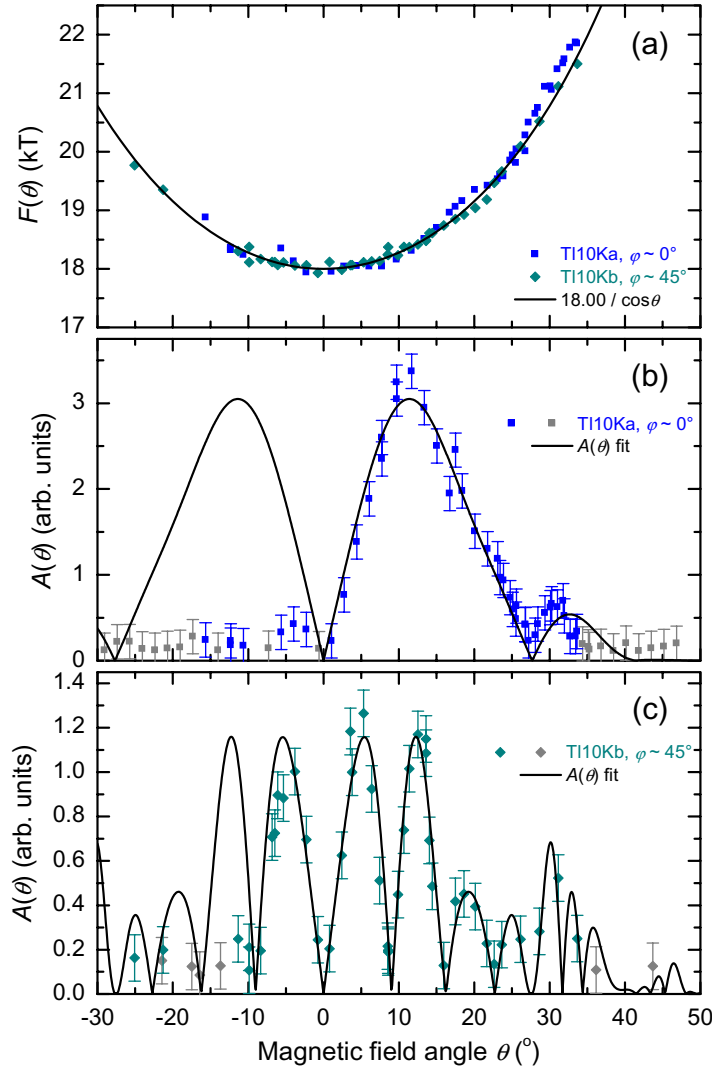 (a)
22
21
20
19
18
17
F(θ) (kT)
Tl10Ka, φ ~ 0°
Tl10Kb, φ ~ 45°
18.00 / cosθ
(b)
3
2
1
0
A(θ) (arb. units)
Tl10Ka, φ ~ 0°
A(θ) fit
(c)
1.4
1.2
1.0
0.8
0.6
0.4
0.2
0.0
A(θ) (arb. units)
Tl10Kb, φ ~ 45°
A(θ) fit
-30 -20 -10 0 10 20 30 40 50
Magnetic field angle θ (°)